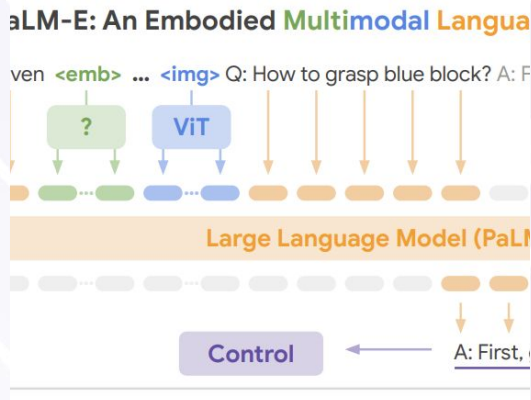 aLM-E: An Embodied Multimodal Langua
ven <emb> ... <img> Q: How to grasp blue block? A: F
? ViT
Large Language Model (PaLM
Control A: First,